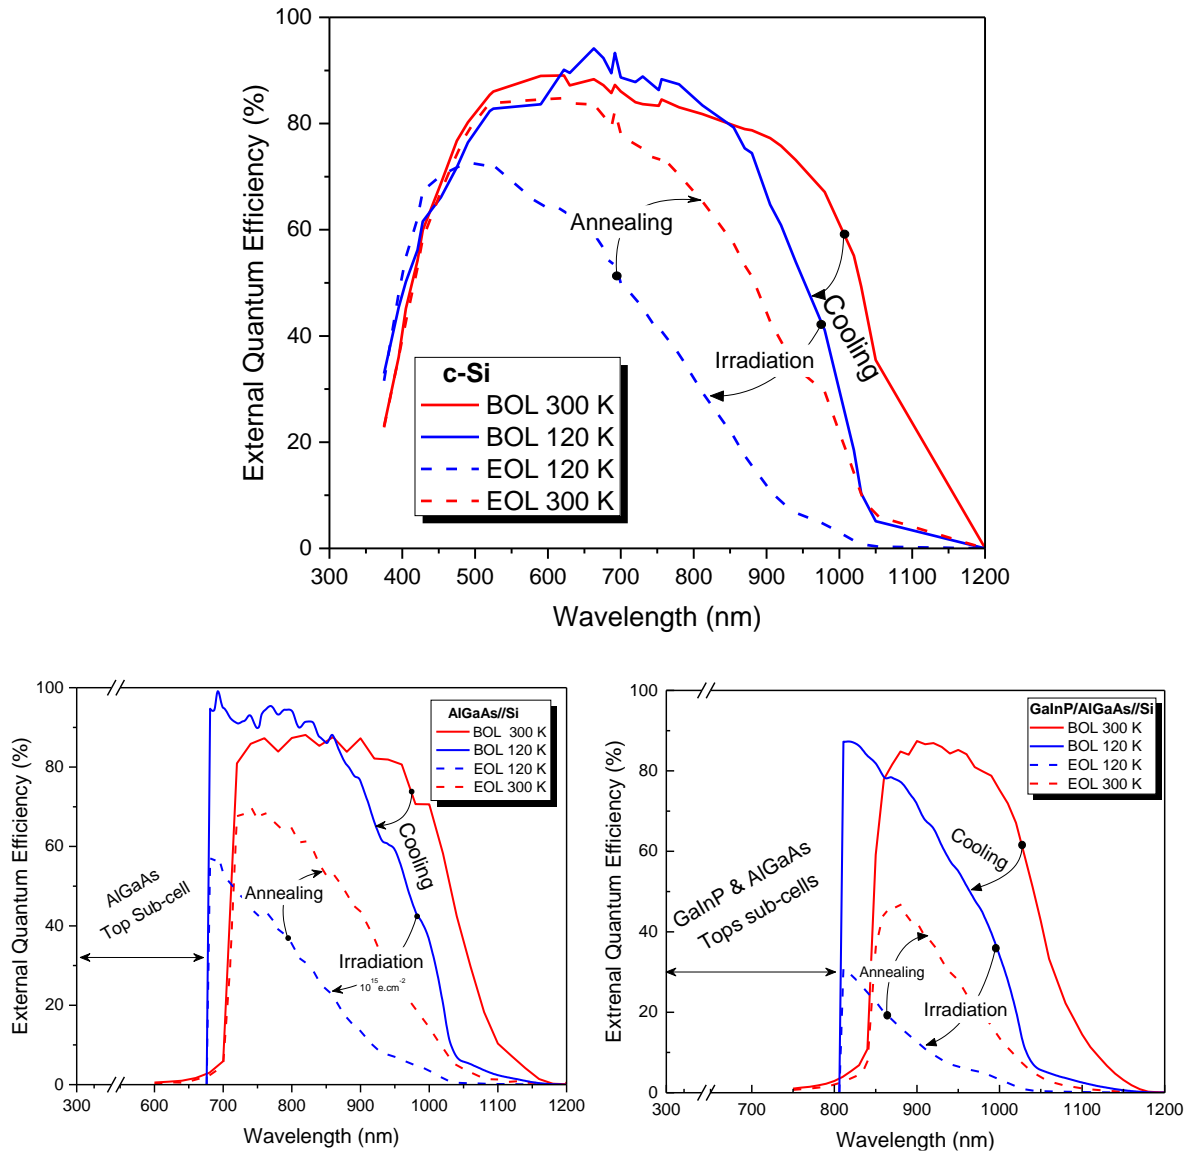 100
80
60
40
20
0
External Quantum Efficiency (%)
Annealing
Irradiation
Cooling
c-Si
BOL 300 K
BOL 120 K
EOL 120 K
EOL 300 K
300 400 500 600 700 800 900 1000 1100 1200
Wavelength (nm)
100
80
60
40
20
0
External Quantum Efficiency (%)
AlGaAs//Si
BOL 300 K
BOL 120 K
EOL 120 K
EOL 300 K
AlGaAs
Top Sub-cell
Annealing
Cooling
Irradiation
10^15 e.cm^-2
300 600 700 800 900 1000 1100 1200
Wavelength (nm)
100
80
60
40
20
0
Extrenal Quantum Efficiency (%)
GaInP/AlGaAs//Si
BOL 300 K
BOL 120 K
EOL 120 K
EOL 300 K
GaInP & AlGaAs
Tops sub-cells
Cooling
Annealing
Irradiation
300 700 800 900 1000 1100 1200
Wavelength (nm)